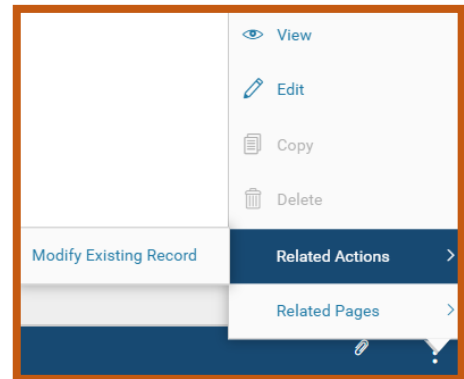 View
Edit
Copy
Delete
Modify Existing Record
Related Actions
Related Pages